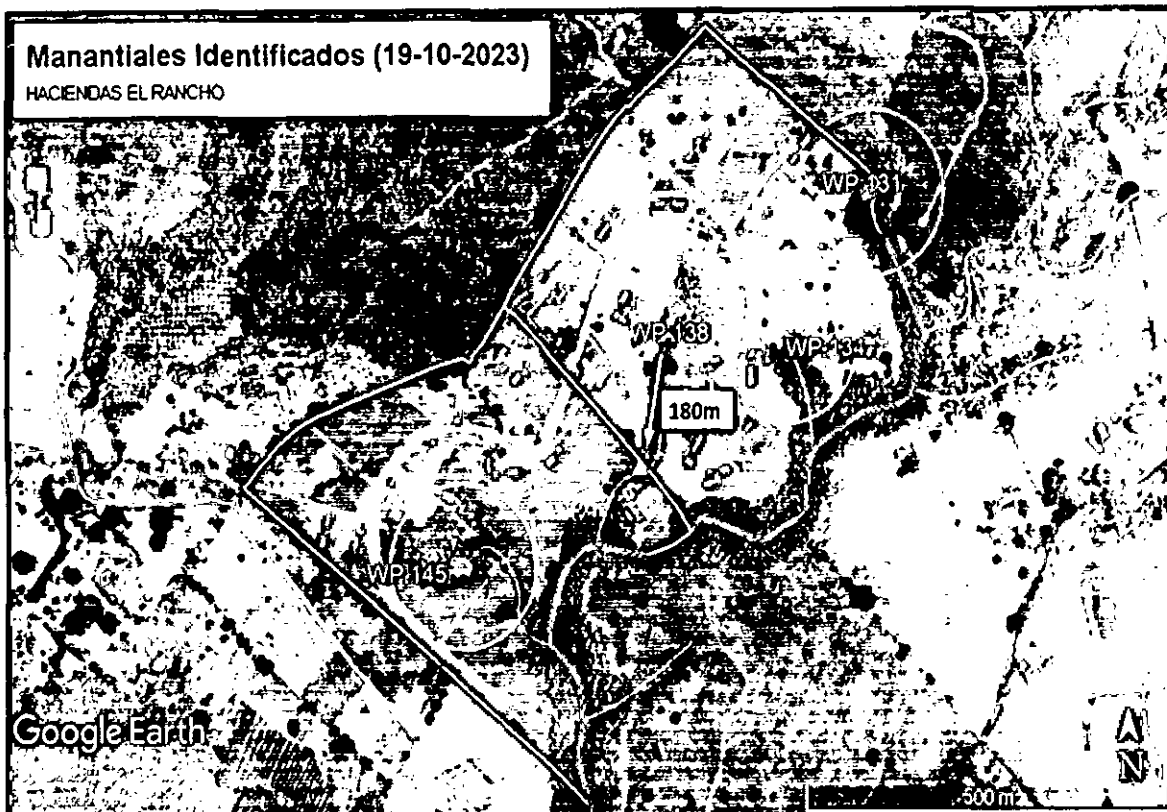 Manantiales Identificados (19-10-2023)
HACIENDAS EL RANCHO
WP 131
WP 138
WP 137
180m
WP 145
Google Earth
N
500 m